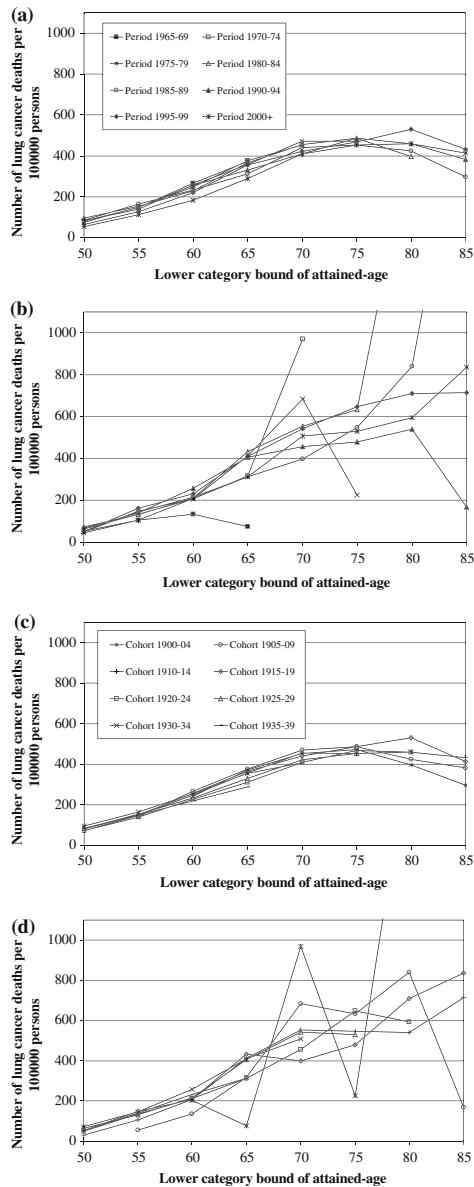 (a)
Number of lung cancer deaths per
100000 persons
1000
800
600
400
200
0
Period 1965-69 Period 1970-74
Period 1975-79 Period 1980-84
Period 1985-89 Period 1990-94
Period 1995-99 Period 2000+
50 55 60 65 70 75 80 85
Lower category bound of attained-age
(b)
Number of lung cancer deaths per
100000 persons
1000
800
600
400
200
0
50 55 60 65 70 75 80 85
Lower category bound of attained-age
(c)
Number of lung cancer deaths per
100000 persons
1000
800
600
400
200
0
Cohort 1900-04 Cohort 1905-09
Cohort 1910-14 Cohort 1915-19
Cohort 1920-24 Cohort 1925-29
Cohort 1930-34 Cohort 1935-39
50 55 60 65 70 75 80 85
Lower category bound of attained-age
(d)
Number of lung cancer deaths per
100000 persons
1000
800
600
400
200
0
50 55 60 65 70 75 80 85
Lower category bound of attained-age